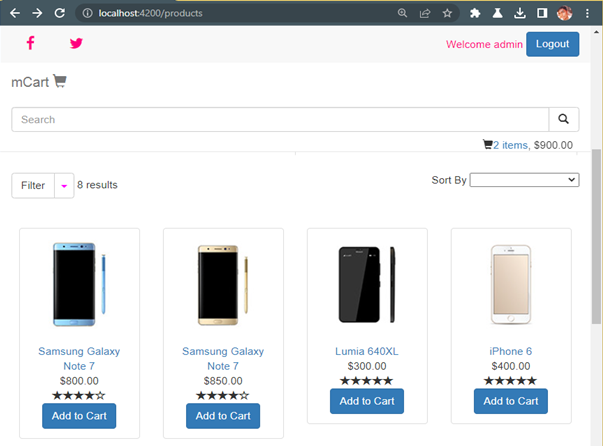 localhost:4200/products
Welcome admin Logout
mCart
Search
2 items, $900.00
Filter 8 results Sort By
Samsung Galaxy
Note 7
$800.00
★★★★☆
Add to Cart
Samsung Galaxy
Note 7
$850.00
★★★★☆
Add to Cart
Lumia 640XL
$300.00
★★★★★
Add to Cart
iPhone 6
$400.00
★★★★★
Add to Cart